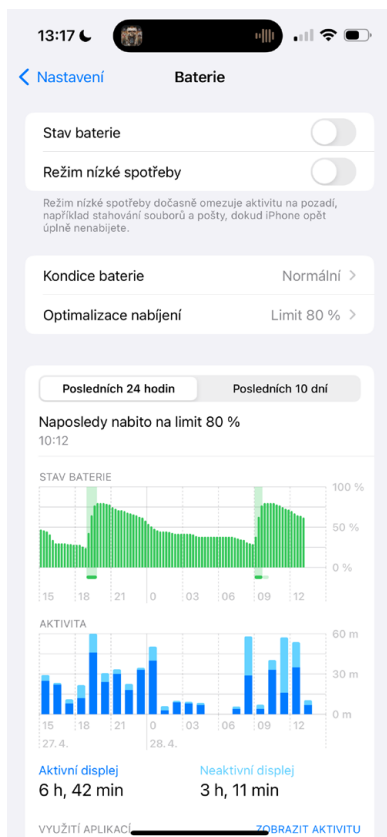 13:17
Nastavení
Baterie
Stav baterie
Režim nízké spotřeby
Režim nízké spotřeby dočasně omezuje aktivitu na pozadí,
například stahování souborů a pošty, dokud iPhone opět
úplně nenabijete.
Kondice baterie Normální
Optimalizace nabíjení Limit 80 %
Posledních 24 hodin Posledních 10 dní
Naposledy nabito na limit 80 %
10:12
STAV BATERIE
100 %
50 %
0 %
15 18 21 0 03 06 09 12
AKTIVITA
60 m
30 m
0 m
15 18 21 0 03 06 09 12
27. 4. 28. 4.
Aktivní displej Neaktivní displej
6 h, 42 min 3 h, 11 min
VYUŽITÍ APLIKACÍ ZOBRAZIT AKTIVITU